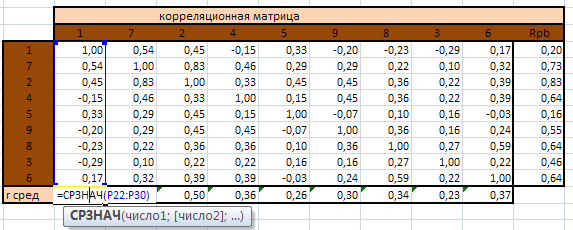 корреляционная матрица
1 7 2 4 5 9 8 3 6 Rpb
1 1,00 0,54 0,45 -0,15 0,33 -0,20 -0,23 -0,29 0,17 0,20
7 0,54 1,00 0,83 0,46 0,29 0,29 0,22 0,10 0,32 0,73
2 0,45 0,83 1,00 0,33 0,45 0,45 0,36 0,22 0,39 0,83
4 -0,15 0,46 0,33 1,00 0,15 0,45 0,36 0,22 0,39 0,64
5 0,33 0,29 0,45 0,15 1,00 -0,07 0,10 0,16 -0,03 0,16
9 -0,20 0,29 0,45 0,45 -0,07 1,00 0,36 0,16 0,24 0,55
8 -0,23 0,22 0,36 0,36 0,10 0,36 1,00 0,27 0,59 0,64
3 -0,29 0,10 0,22 0,22 0,16 0,16 0,27 1,00 0,22 0,46
6 0,17 0,32 0,39 0,39 -0,03 0,24 0,59 0,22 1,00 0,64
r сред =СРЗНАЧ(P22:P30) 0,50 0,36 0,26 0,30 0,34 0,23 0,37
СРЗНАЧ(число1; [число2]; ...)